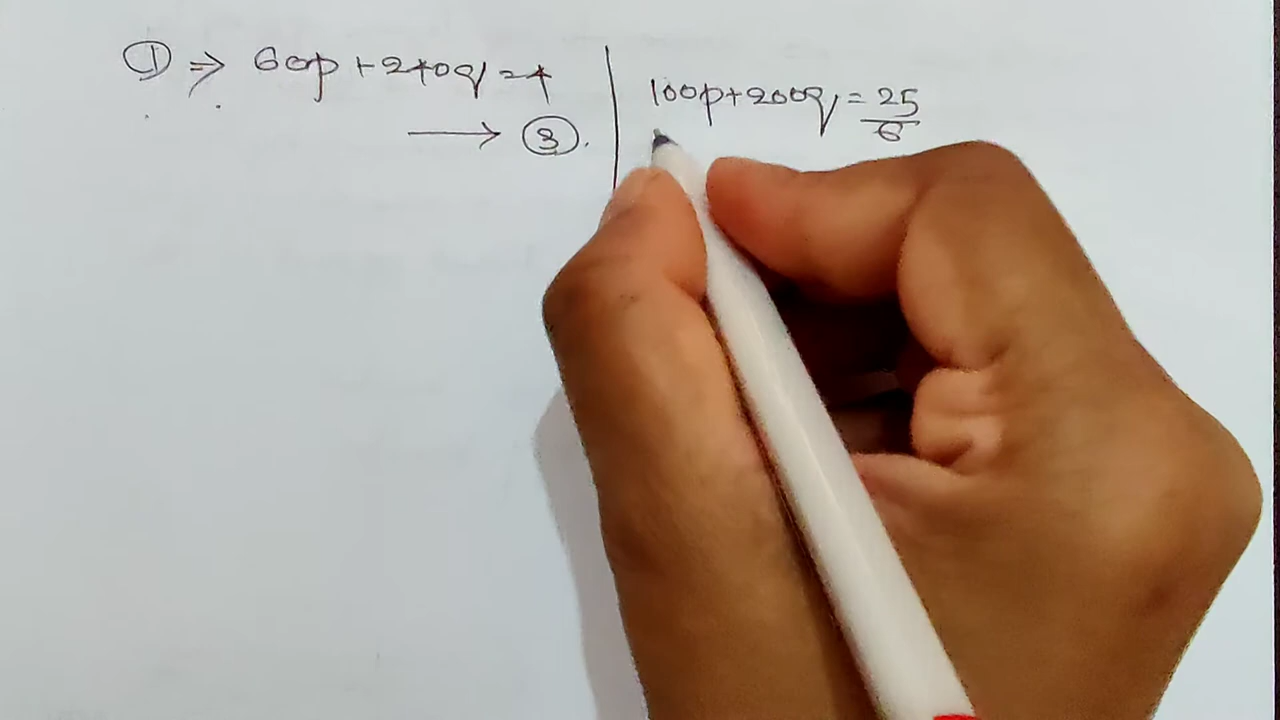 ① ⇒ 60p + 240q = 4
⟶ ③.
100p + 200q = 25/6